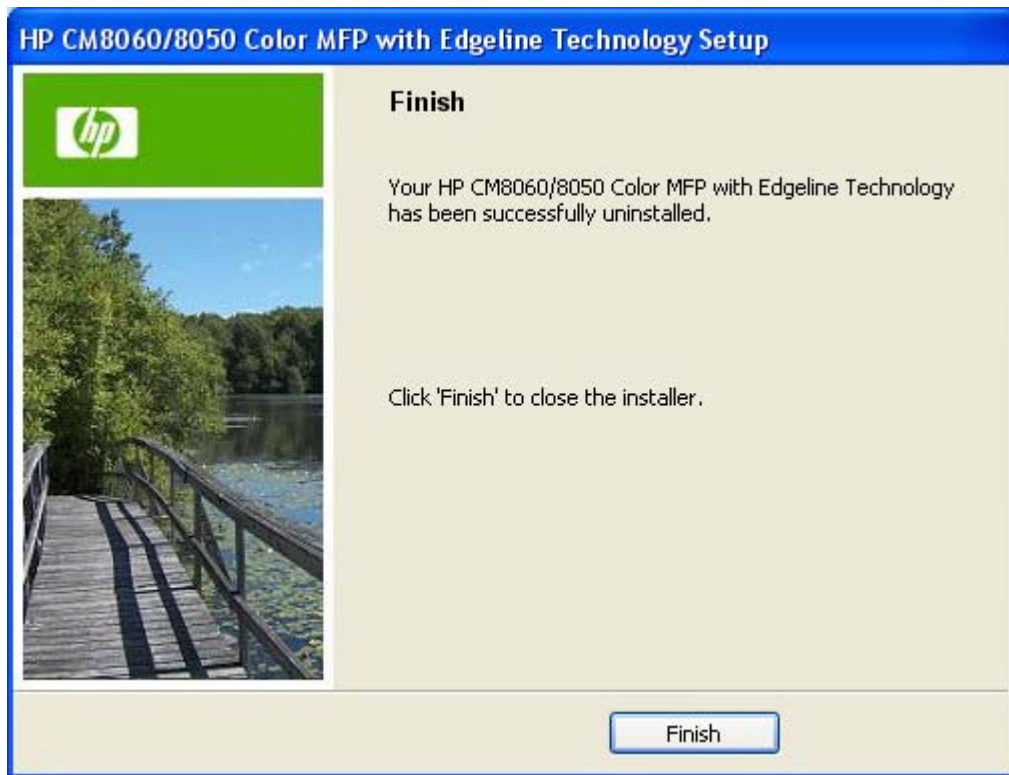 HP CM8060/8050 Color MFP with Edgeline Technology Setup
hp
Finish
Your HP CM8060/8050 Color MFP with Edgeline Technology
has been successfully uninstalled.
Click 'Finish' to close the installer.
Finish